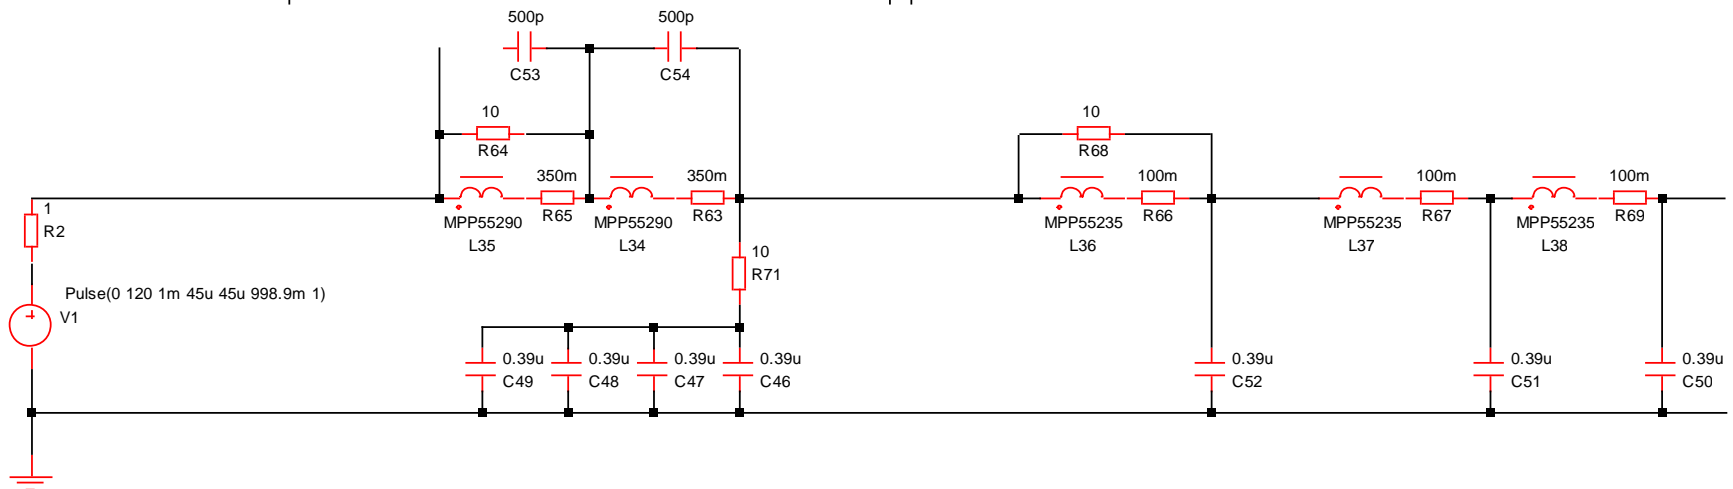 500p
500p
C53
C54
10
R64
10
R68
350m
R65
350m
R63
MPP55290
L35
MPP55290
L34
100m
R66
MPP55235
L36
100m
R67
MPP55235
L37
100m
R69
MPP55235
L38
1
R2
10
R71
Pulse(0 120 1m 45u 45u 998.9m 1)
V1
0.39u
C49
0.39u
C48
0.39u
C47
0.39u
C46
0.39u
C52
0.39u
C51
0.39u
C50